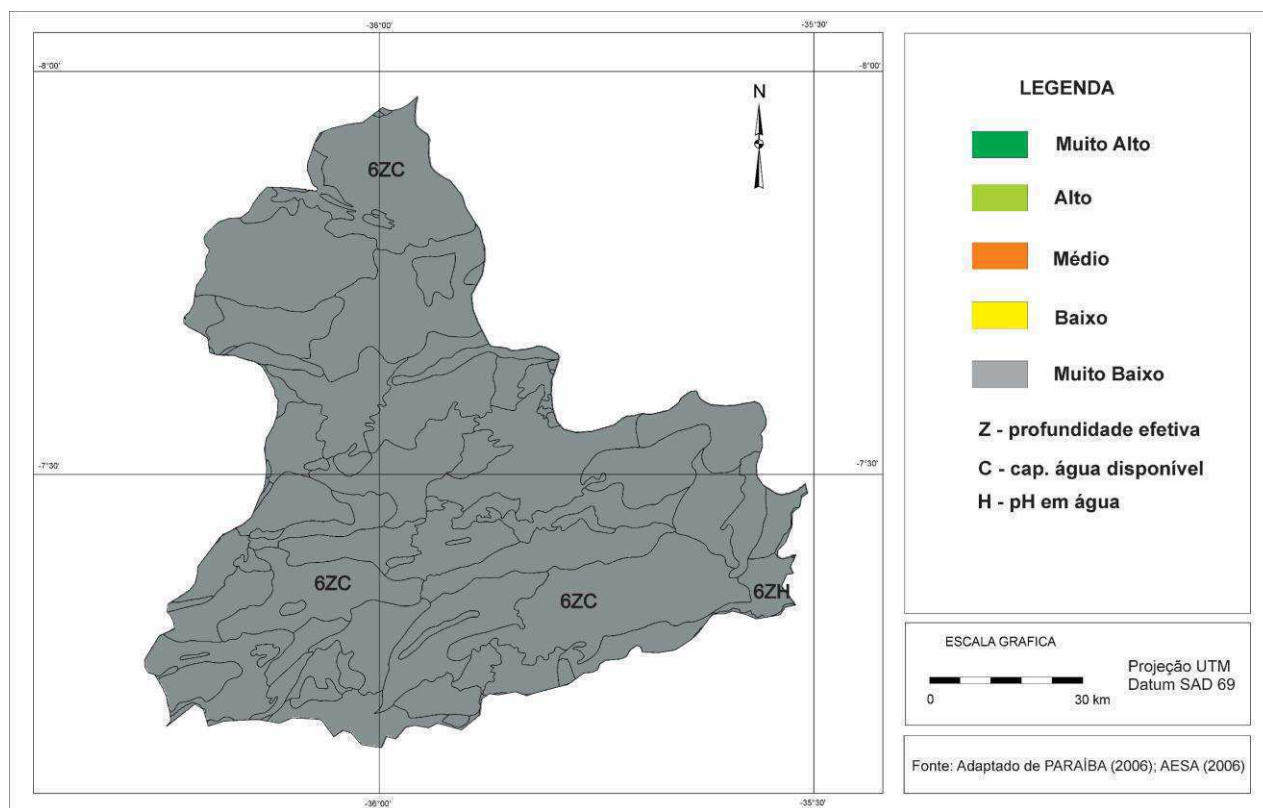 -36°00'
-35°30'
-8°00'
-8°00'
N
6ZC
-7°30'
-7°30'
6ZC
6ZC
6ZH
-36°00'
-35°30'
LEGENDA
Muito Alto
Alto
Médio
Baixo
Muito Baixo
Z - profundidade efetiva
C - cap. água disponível
H - pH em água
ESCALA GRAFICA
0 30 km
Projeção UTM
Datum SAD 69
Fonte: Adaptado de PARAÍBA (2006); AESA (2006)